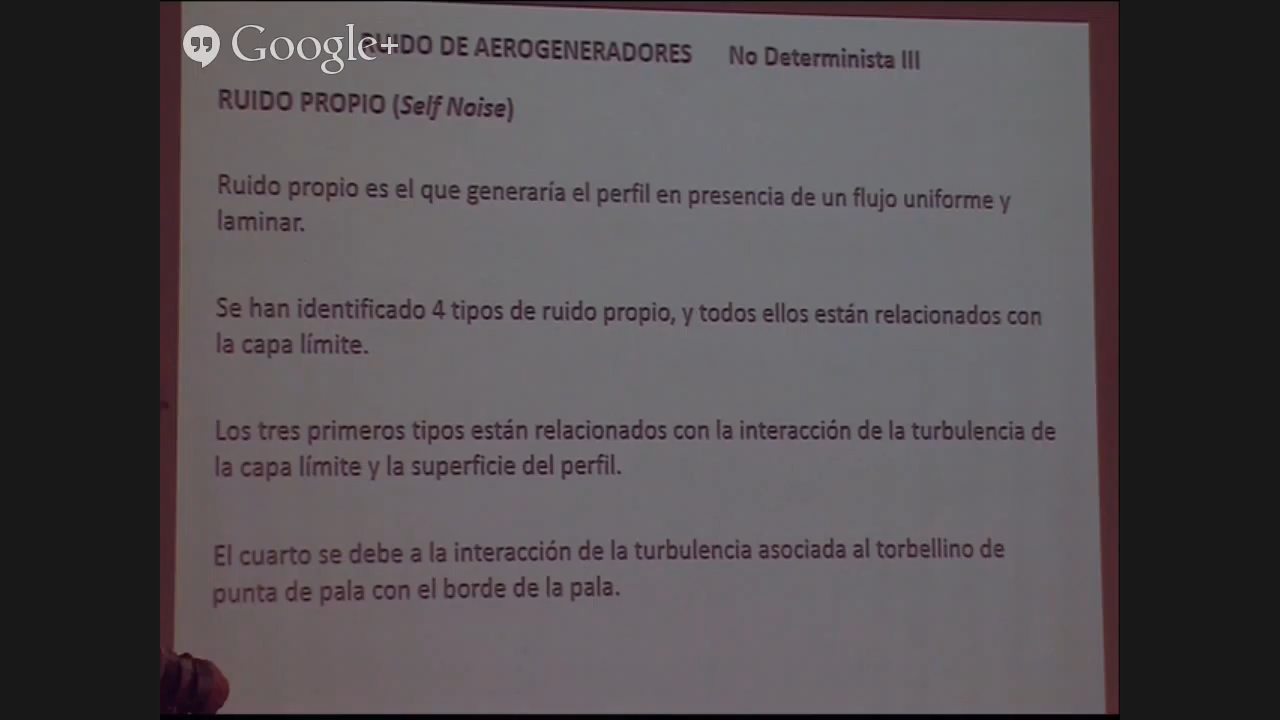 Google+
RUIDO DE AEROGENERADORES No Determinista III
RUIDO PROPIO (Self Noise)
Ruido propio es el que generaría el perfil en presencia de un flujo uniforme y
laminar.
Se han identificado 4 tipos de ruido propio, y todos ellos están relacionados con
la capa límite.
Los tres primeros tipos están relacionados con la interacción de la turbulencia de
la capa límite y la superficie del perfil.
El cuarto se debe a la interacción de la turbulencia asociada al torbellino de
punta de pala con el borde de la pala.